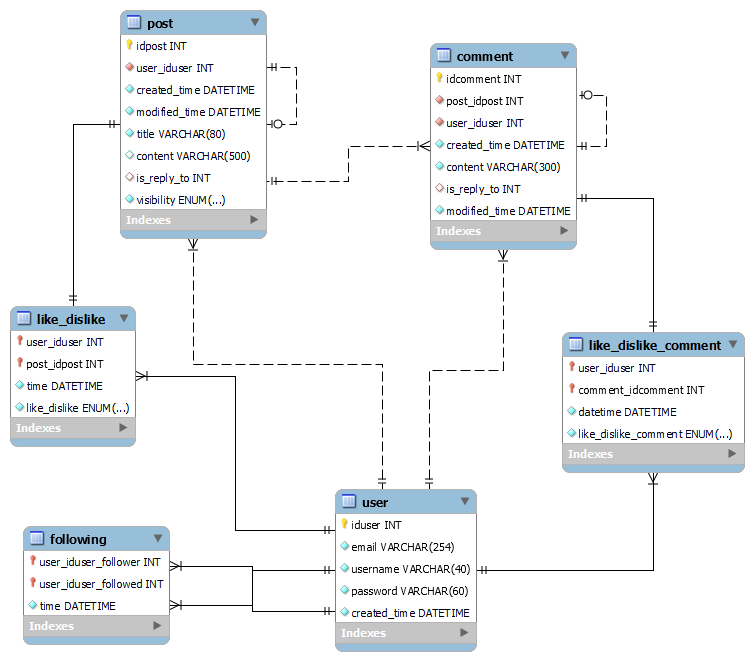 post
idpost INT
user_iduser INT
created_time DATETIME
modified_time DATETIME
title VARCHAR(80)
content VARCHAR(500)
is_reply_to INT
visibility ENUM(...)
Indexes
comment
idcomment INT
post_idpost INT
user_iduser INT
created_time DATETIME
content VARCHAR(300)
is_reply_to INT
modified_time DATETIME
Indexes
like_dislike
user_iduser INT
post_idpost INT
time DATETIME
like_dislike ENUM(...)
Indexes
like_dislike_comment
user_iduser INT
comment_idcomment INT
datetime DATETIME
like_dislike_comment ENUM(...)
Indexes
user
iduser INT
email VARCHAR(254)
username VARCHAR(40)
password VARCHAR(60)
created_time DATETIME
Indexes
following
user_iduser_follower INT
user_iduser_followed INT
time DATETIME
Indexes